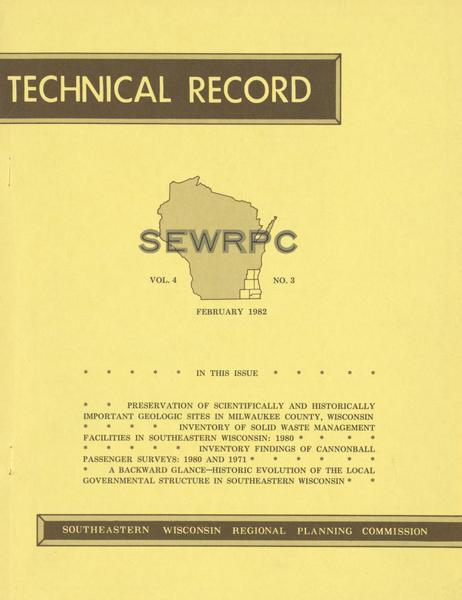 TECHNICAL RECORD
SEWRPC
VOL. 4 NO. 3
FEBRUARY 1982
* * * * * IN THIS ISSUE * * * * *
* * PRESERVATION OF SCIENTIFICALLY AND HISTORICALLY
IMPORTANT GEOLOGIC SITES IN MILWAUKEE COUNTY, WISCONSIN
* * * * INVENTORY OF SOLID WASTE MANAGEMENT
FACILITIES IN SOUTHEASTERN WISCONSIN: 1980 * * * *
* * * * * INVENTORY FINDINGS OF CANNONBALL
PASSENGER SURVEYS: 1980 AND 1971 * * * * * * *
* A BACKWARD GLANCE—HISTORIC EVOLUTION OF THE LOCAL
GOVERNMENTAL STRUCTURE IN SOUTHEASTERN WISCONSIN * *
SOUTHEASTERN WISCONSIN REGIONAL PLANNING COMMISSION